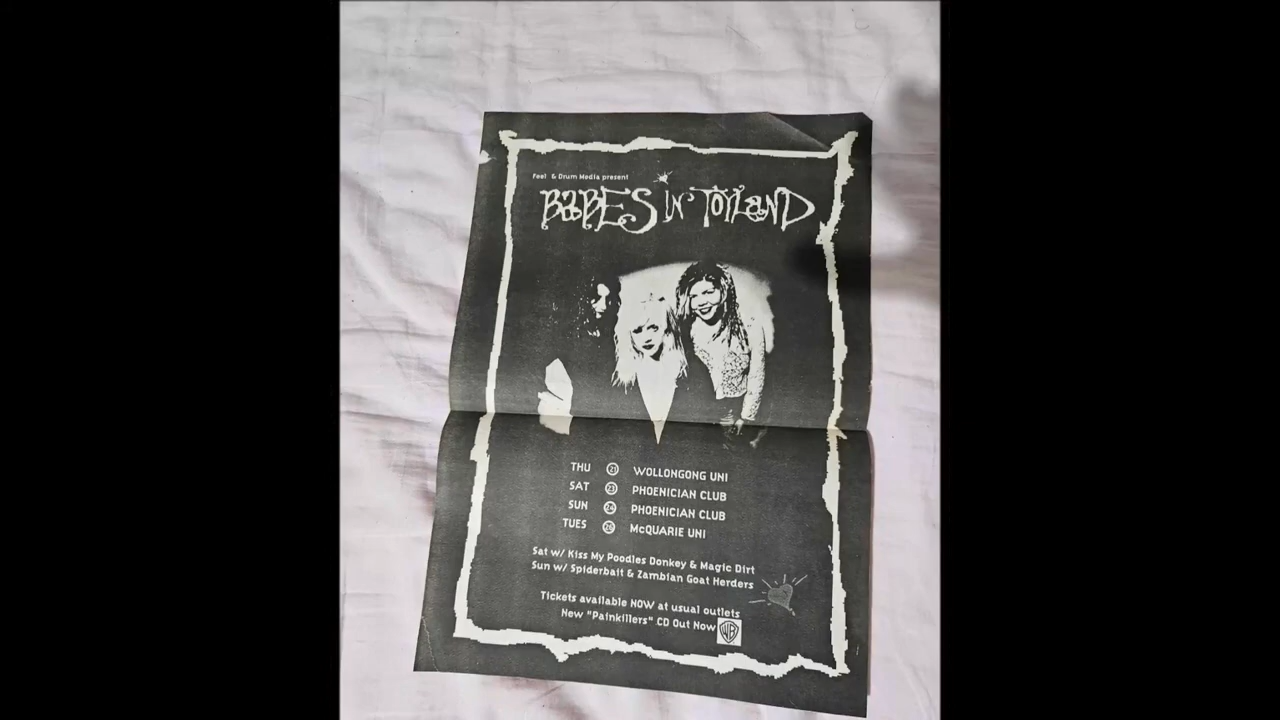 Feel & Drum Media present
BABES IN TOYLAND
THU 21 WOLLONGONG UNI
SAT 23 PHOENICIAN CLUB
SUN 24 PHOENICIAN CLUB
TUES 26 McQUARIE UNI
Sat w/ Kiss My Poodles Donkey & Magic Dirt
Sun w/ Spiderbait & Zambian Goat Herders
Tickets available NOW at usual outlets
New "Painkillers" CD Out Now
WB